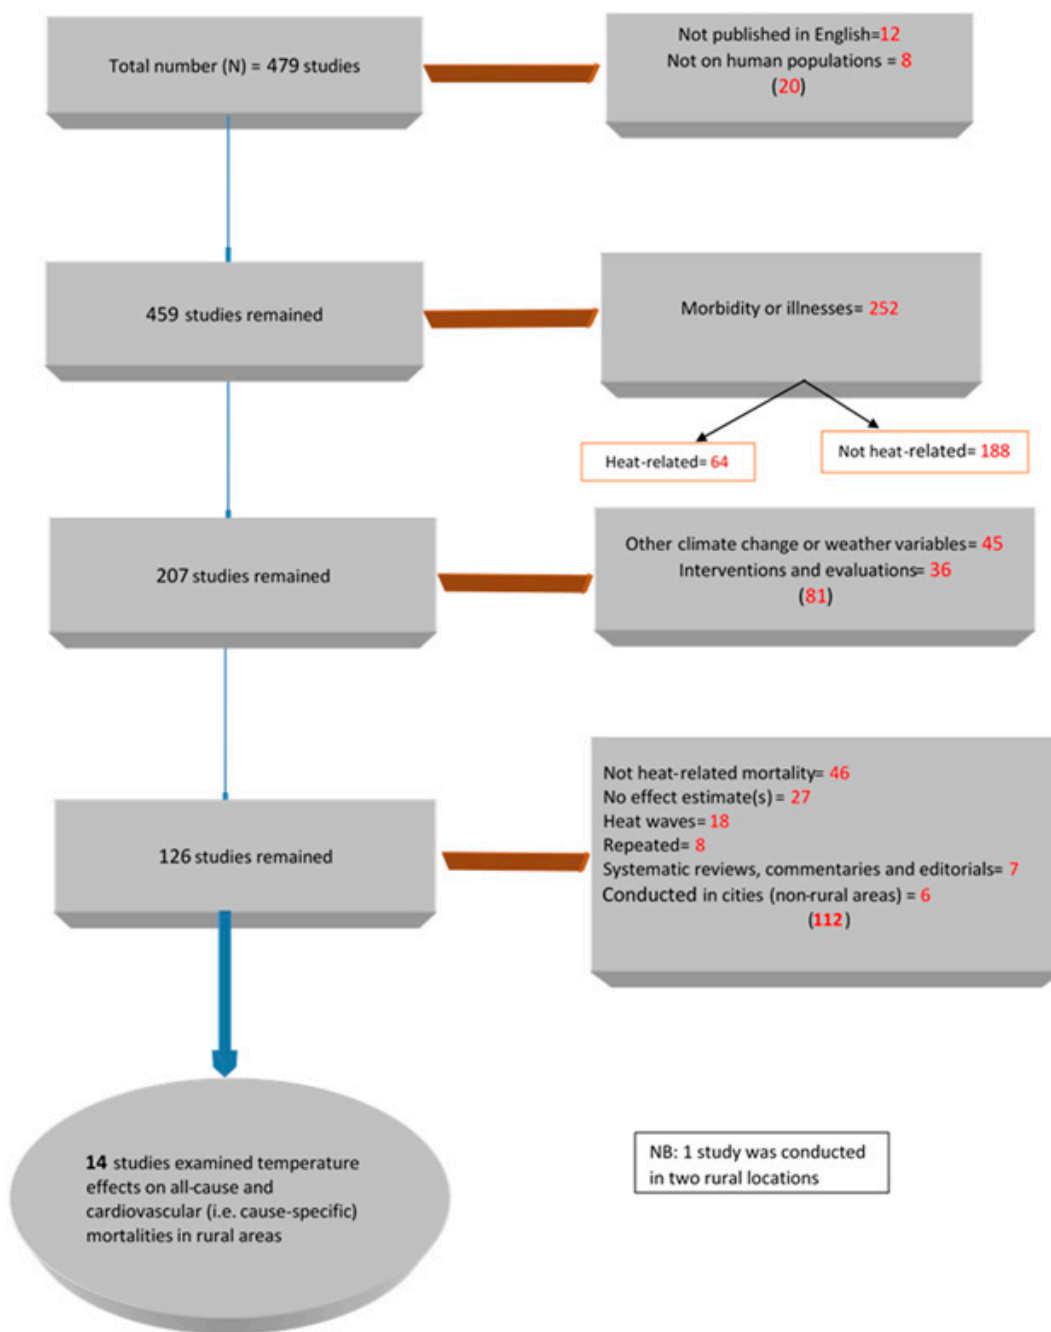 Total number (N) = 479 studies
Not published in English=12
Not on human populations = 8
(20)
459 studies remained
Morbidity or illnesses= 252
Heat-related= 64
Not heat-related= 188
207 studies remained
Other climate change or weather variables= 45
Interventions and evaluations= 36
(81)
126 studies remained
Not heat-related mortality= 46
No effect estimate(s) = 27
Heat waves= 18
Repeated= 8
Systematic reviews, commentaries and editorials= 7
Conducted in cities (non-rural areas) = 6
(112)
14 studies examined temperature
effects on all-cause and
cardiovascular (i.e. cause-specific)
mortalities in rural areas
NB: 1 study was conducted
in two rural locations